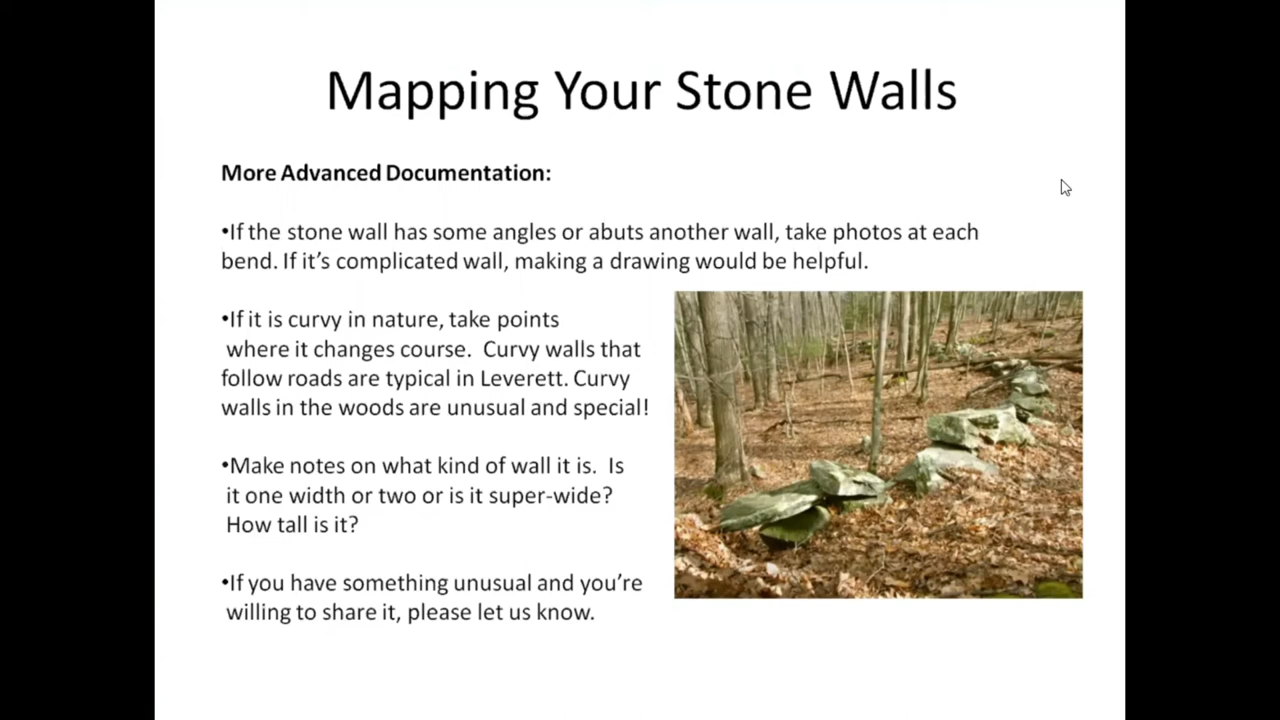 Mapping Your Stone Walls
More Advanced Documentation:
•If the stone wall has some angles or abuts another wall, take photos at each
bend. If it’s complicated wall, making a drawing would be helpful.
•If it is curvy in nature, take points
where it changes course.  Curvy walls that
follow roads are typical in Leverett. Curvy
walls in the woods are unusual and special!
•Make notes on what kind of wall it is.  Is
it one width or two or is it super-wide?
How tall is it?
•If you have something unusual and you’re
willing to share it, please let us know.